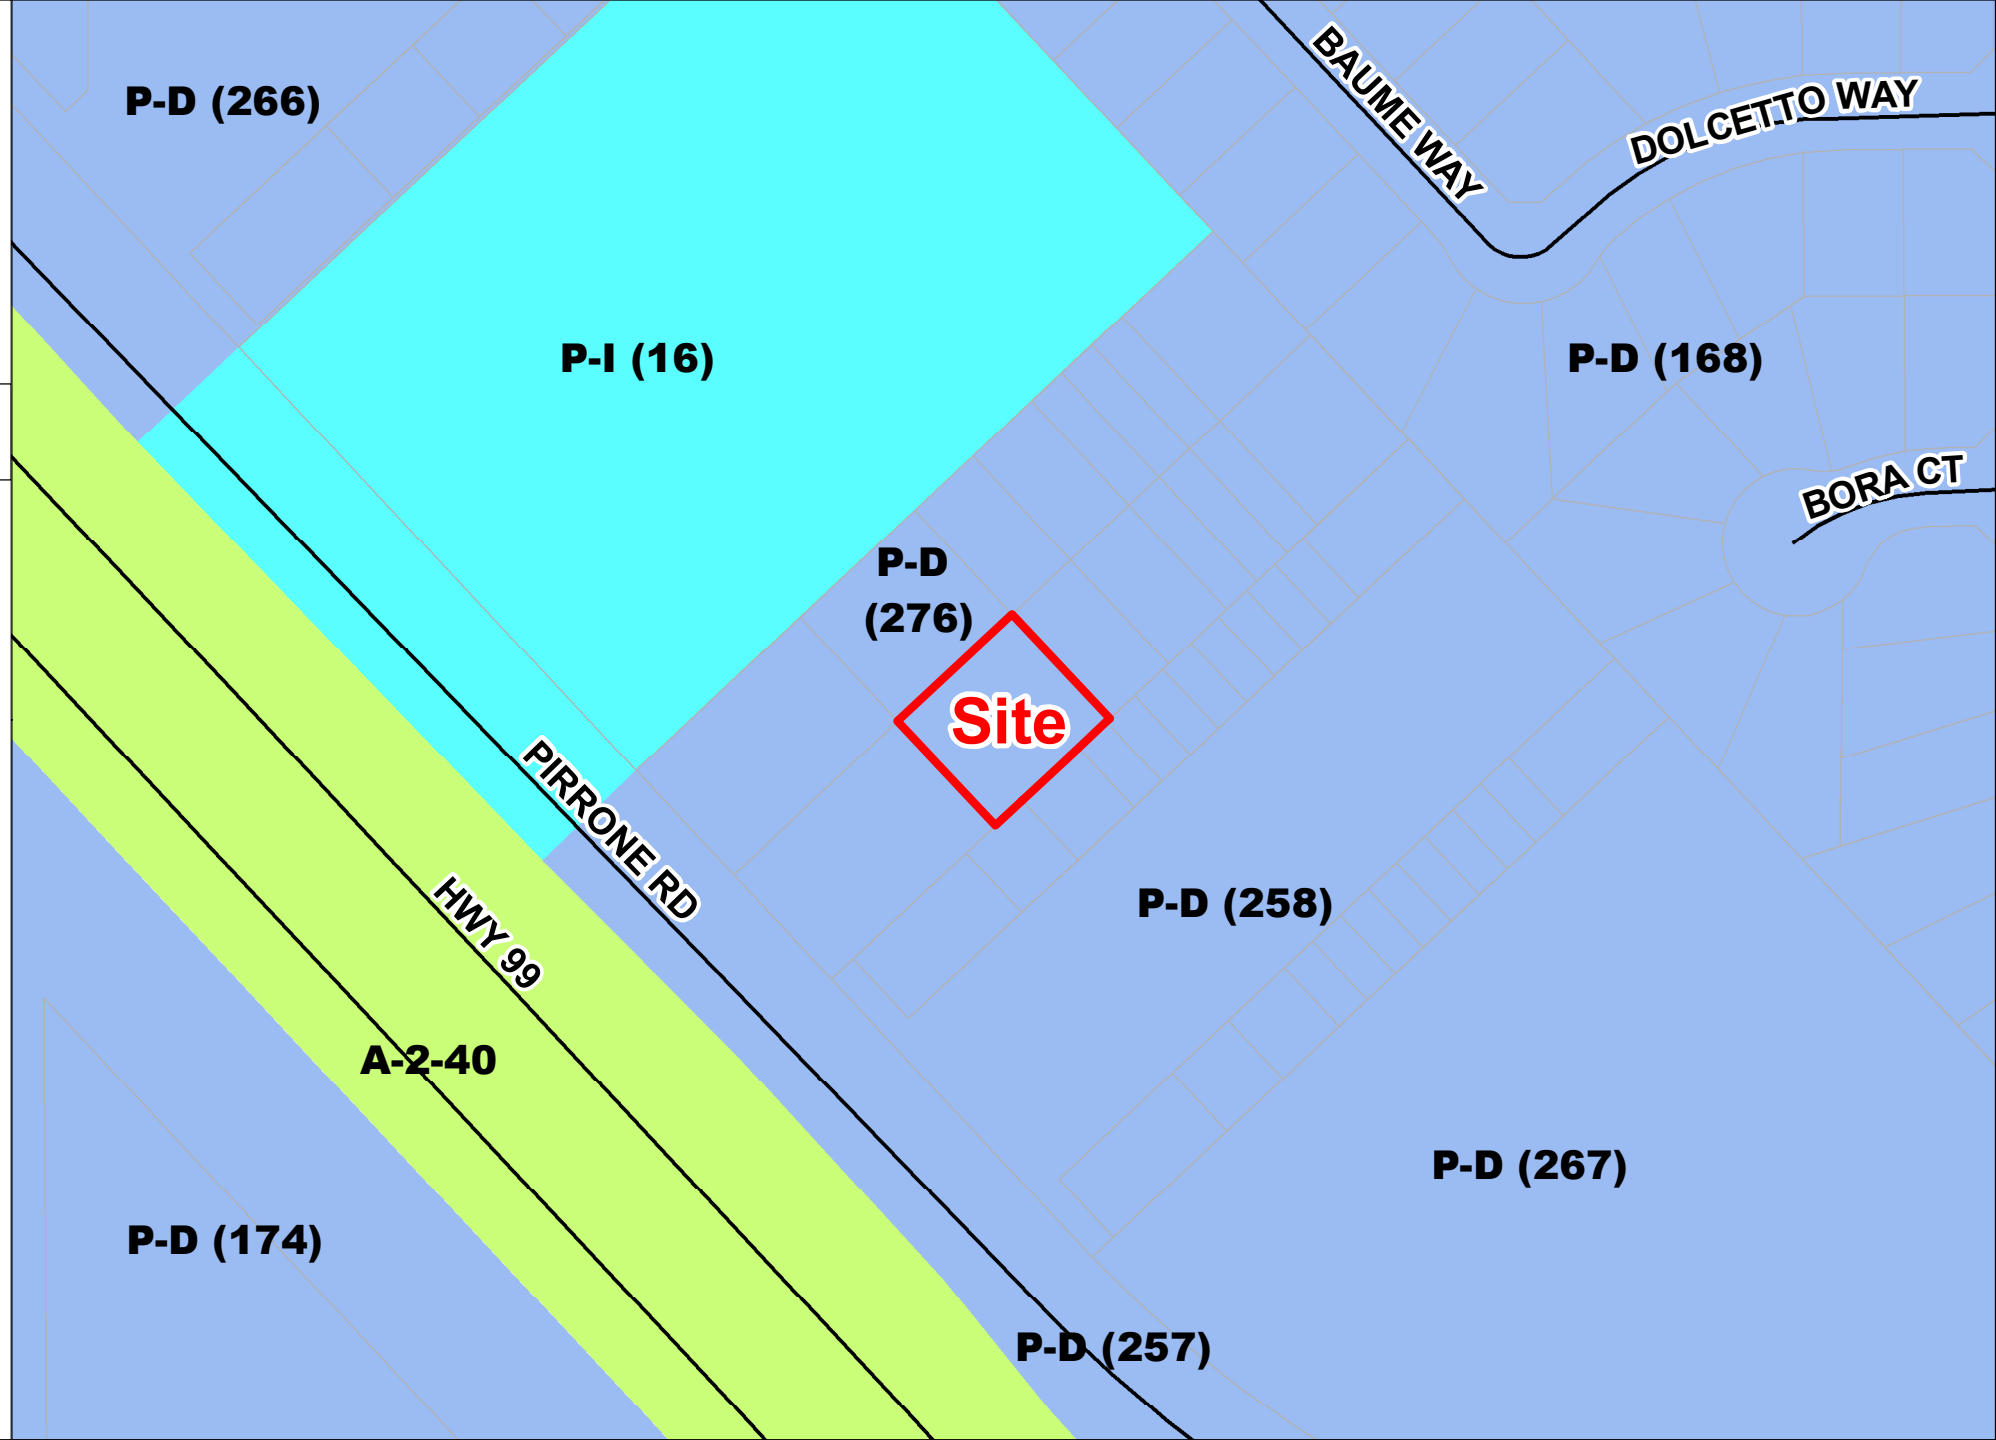 BAUME WAY
DOLCETTO WAY
P-D (266)
P-I (16)
P-D (168)
BORA CT
P-D
(276)
Site
PIRRONE RD
HWY 99
P-D (258)
A-2-40
P-D (267)
P-D (174)
P-D (257)